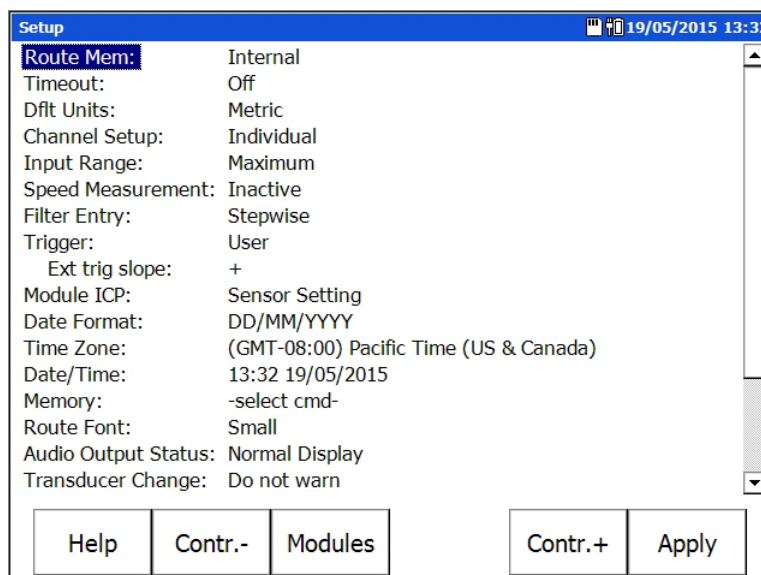 Setup 19/05/2015 13:32
Route Mem: Internal
Timeout: Off
Dflt Units: Metric
Channel Setup: Individual
Input Range: Maximum
Speed Measurement: Inactive
Filter Entry: Stepwise
Trigger: User
Ext trig slope: +
Module ICP: Sensor Setting
Date Format: DD/MM/YYYY
Time Zone: (GMT-08:00) Pacific Time (US & Canada)
Date/Time: 13:32 19/05/2015
Memory: -select cmd-
Route Font: Small
Audio Output Status: Normal Display
Transducer Change: Do not warn
Help Contr.- Modules Contr.+ Apply